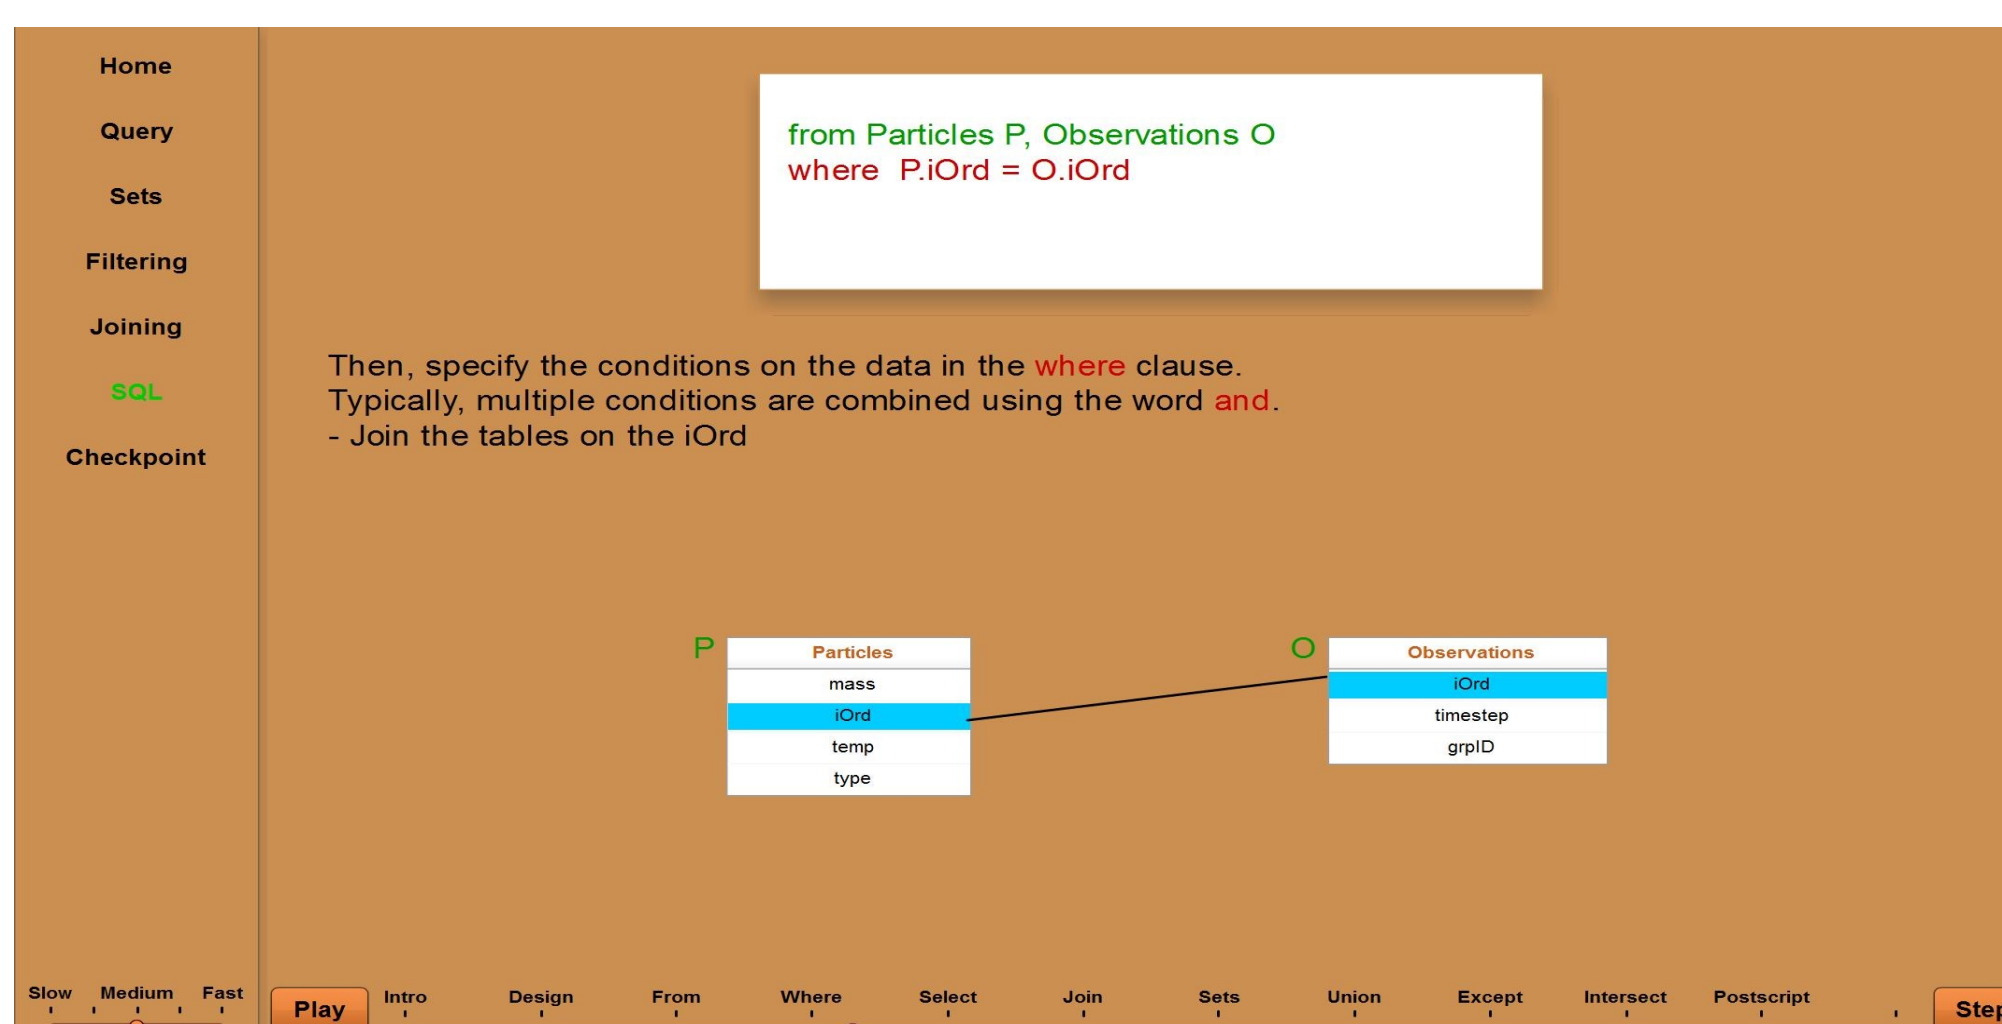 Home
Query
Sets
Filtering
Joining
SQL
Checkpoint
from Particles P, Observations O
where  P.iOrd = O.iOrd
Then, specify the conditions on the data in the where clause.
Typically, multiple conditions are combined using the word and.
- Join the tables on the iOrd
P
Particles
mass
iOrd
temp
type
O
Observations
iOrd
timestep
grpID
Slow Medium Fast
Play
Intro Design From Where Select Join Sets Union Except Intersect Postscript
Step